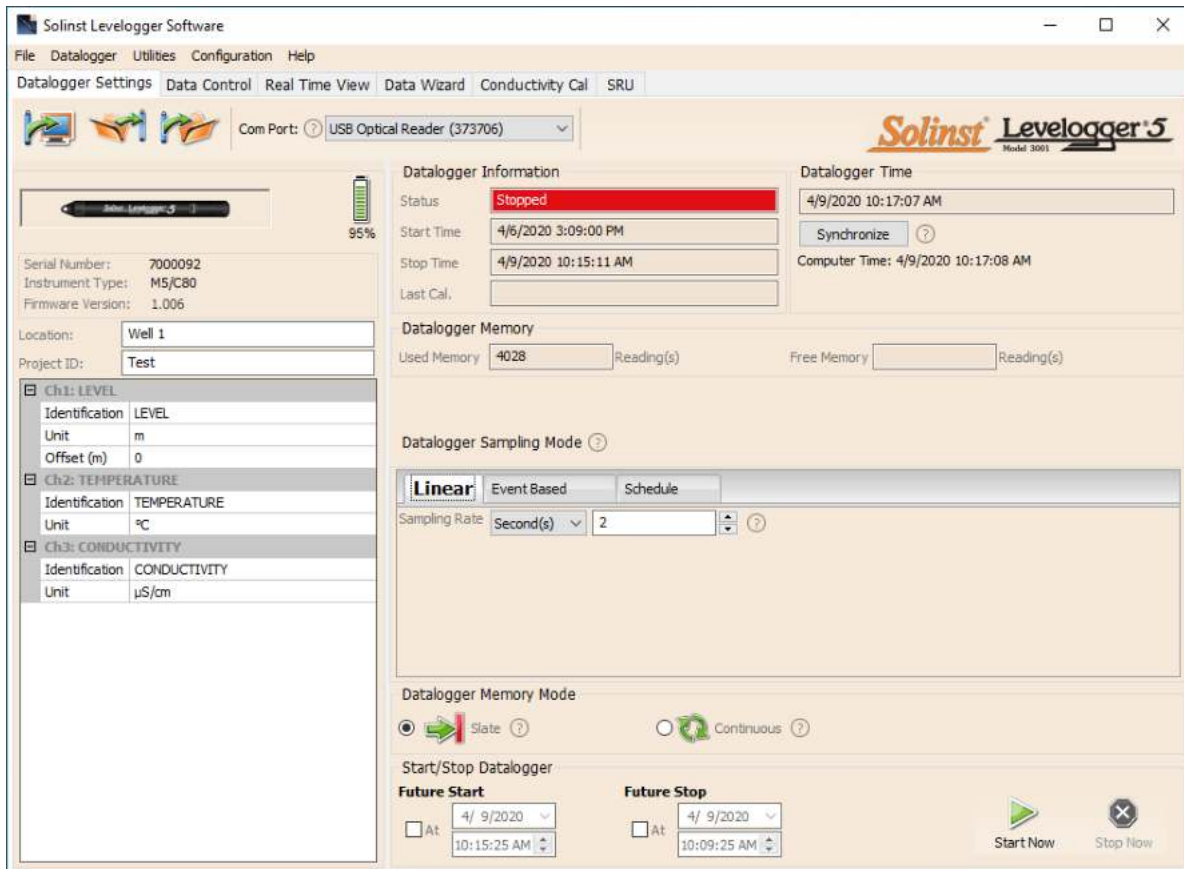 Solinst Levelogger Software
File Datalogger Utilities Configuration Help
Datalogger Settings Data Control Real Time View Data Wizard Conductivity Cal SRU
Com Port: ? USB Optical Reader (373706)
Solinst® Levelogger·5
Model 3001
Datalogger Information
Status Stopped
Start Time 4/6/2020 3:09:00 PM
Stop Time 4/9/2020 10:15:11 AM
Last Cal.
Datalogger Time
4/9/2020 10:17:07 AM
Synchronize ?
Computer Time: 4/9/2020 10:17:08 AM
95%
Serial Number: 7000092
Instrument Type: M5/C80
Firmware Version: 1.006
Location: Well 1
Project ID: Test
Ch1: LEVEL
Identification LEVEL
Unit m
Offset (m) 0
Ch2: TEMPERATURE
Identification TEMPERATURE
Unit ºC
Ch3: CONDUCTIVITY
Identification CONDUCTIVITY
Unit µS/cm
Datalogger Memory
Used Memory 4028 Reading(s) Free Memory Reading(s)
Datalogger Sampling Mode ?
Linear Event Based Schedule
Sampling Rate Second(s) 2 ?
Datalogger Memory Mode
Slate ? Continuous ?
Start/Stop Datalogger
Future Start
At 4/ 9/2020
10:15:25 AM
Future Stop
At 4/ 9/2020
10:09:25 AM
Start Now Stop Now